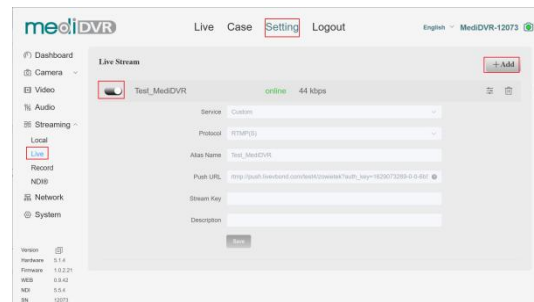 mediDVR
Live Case Setting Logout
English MediDVR-12073
Dashboard
Camera
Video
Audio
Streaming
Local
Live
Record
NDI®
Network
System
Live Stream
+Add
Test_MediDVR online 44 kbps
Service Custom
Protocol RTMP(S)
Alias Name Test_MediDVR
Push URL
Stream Key
Description
Save
Version
Hardware 5.1.4
Firmware 1.0.2.21
WEB 0.9.42
NDI 5.5.4
SN 12073